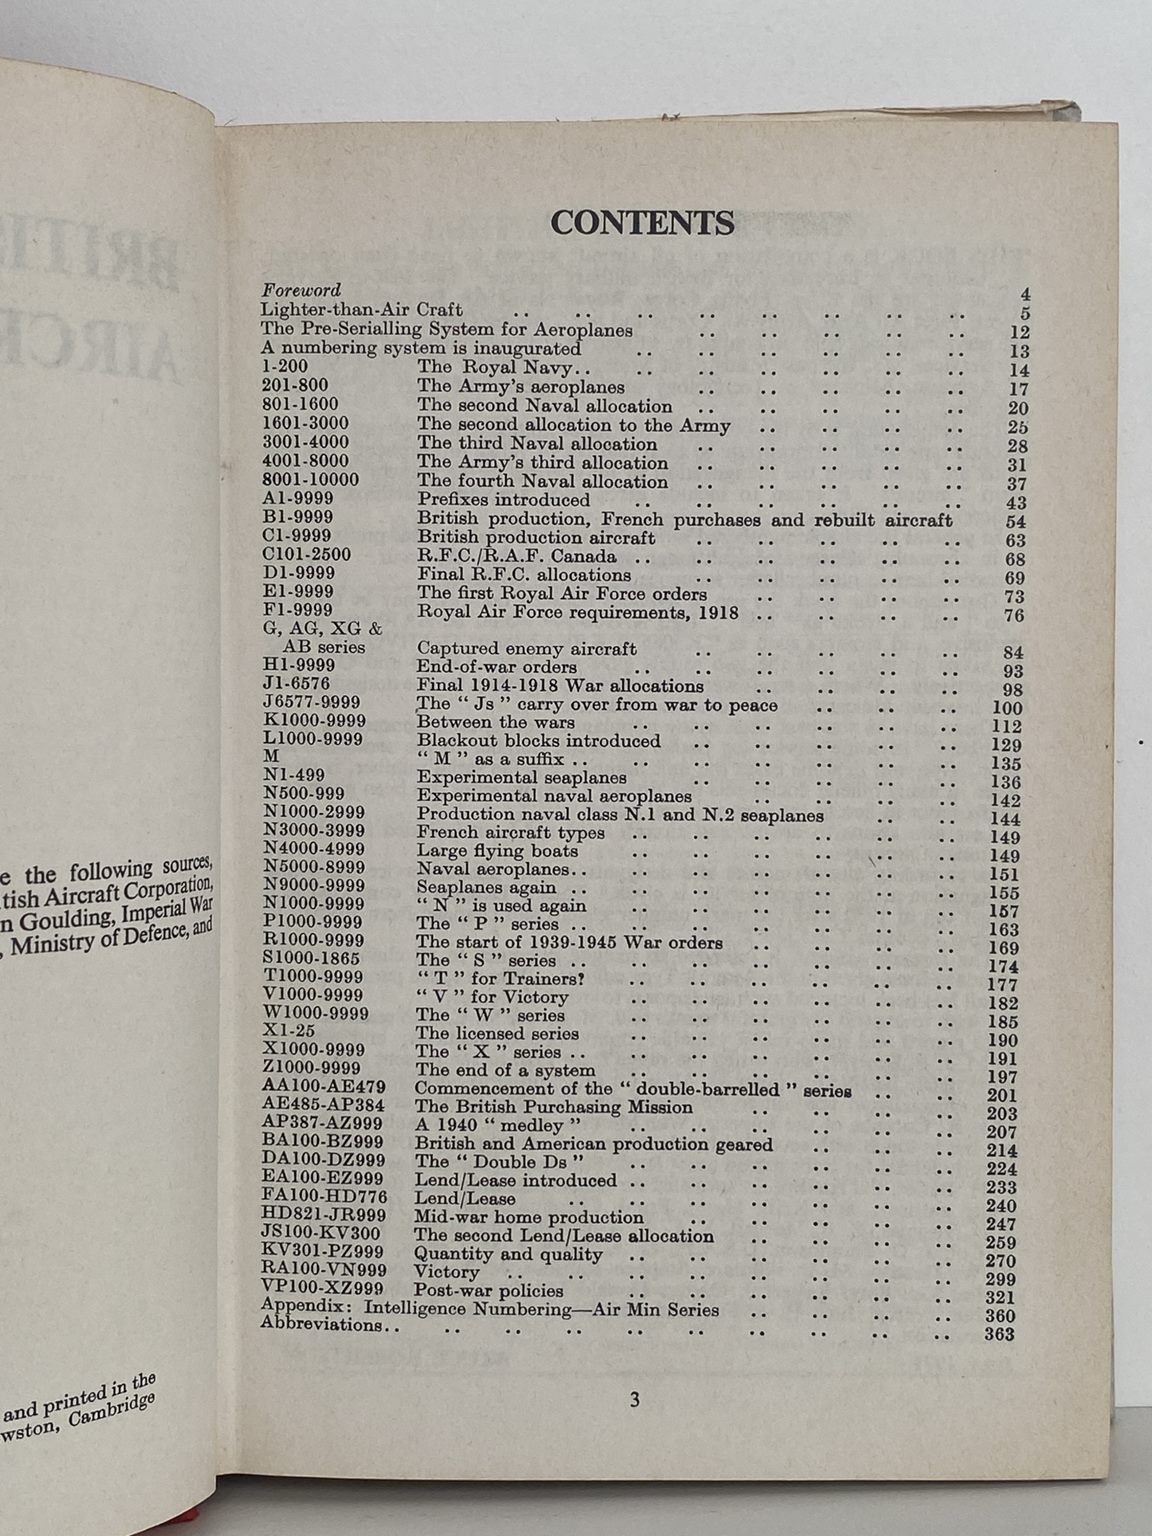 BRITI
AIRC
e the following sources,
tish Aircraft Corporation,
n Goulding, Imperial War
, Ministry of Defence, and
and printed in the
wston, Cambridge
CONTENTS
Foreword 4
Lighter-than-Air Craft .. .. .. .. .. .. .. .. 5
The Pre-Serialling System for Aeroplanes .. .. .. .. .. 12
A numbering system is inaugurated .. .. .. .. .. .. 13
1-200 The Royal Navy.. .. .. .. .. .. .. 14
201-800 The Army's aeroplanes .. .. .. .. .. 17
801-1600 The second Naval allocation .. .. .. .. .. 20
1601-3000 The second allocation to the Army .. .. .. .. 25
3001-4000 The third Naval allocation .. .. .. .. .. 28
4001-8000 The Army's third allocation .. .. .. .. .. 31
8001-10000 The fourth Naval allocation .. .. .. .. .. 37
A1-9999 Prefixes introduced .. .. .. .. .. .. 43
B1-9999 British production, French purchases and rebuilt aircraft 54
C1-9999 British production aircraft .. .. .. .. .. 63
C101-2500 R.F.C./R.A.F. Canada .. .. .. .. .. .. 68
D1-9999 Final R.F.C. allocations .. .. .. .. .. 69
E1-9999 The first Royal Air Force orders .. .. .. .. 73
F1-9999 Royal Air Force requirements, 1918 .. .. .. .. 76
G, AG, XG &
AB series Captured enemy aircraft .. .. .. .. .. 84
H1-9999 End-of-war orders .. .. .. .. .. .. 93
J1-6576 Final 1914-1918 War allocations .. .. .. .. 98
J6577-9999 The " Js " carry over from war to peace .. .. .. 100
K1000-9999 Between the wars .. .. .. .. .. .. 112
L1000-9999 Blackout blocks introduced .. .. .. .. .. 129
M " M " as a suffix .. .. .. .. .. .. .. 135
N1-499 Experimental seaplanes .. .. .. .. .. 136
N500-999 Experimental naval aeroplanes .. .. .. .. 142
N1000-2999 Production naval class N.1 and N.2 seaplanes .. .. 144
N3000-3999 French aircraft types .. .. .. .. .. .. 149
N4000-4999 Large flying boats .. .. .. .. .. .. 149
N5000-8999 Naval aeroplanes.. .. .. .. .. .. .. 151
N9000-9999 Seaplanes again .. .. .. .. .. .. .. 155
N1000-9999 " N " is used again .. .. .. .. .. .. 157
P1000-9999 The " P " series .. .. .. .. .. .. .. 163
R1000-9999 The start of 1939-1945 War orders .. .. .. .. 169
S1000-1865 The " S " series .. .. .. .. .. .. .. 174
T1000-9999 " T " for Trainers? .. .. .. .. .. .. 177
V1000-9999 " V " for Victory .. .. .. .. .. .. 182
W1000-9999 The " W " series .. .. .. .. .. .. 185
X1-25 The licensed series .. .. .. .. .. .. 190
X1000-9999 The " X " series .. .. .. .. .. .. .. 191
Z1000-9999 The end of a system .. .. .. .. .. .. 197
AA100-AE479 Commencement of the " double-barrelled " series .. .. 201
AE485-AP384 The British Purchasing Mission .. .. .. .. 203
AP387-AZ999 A 1940 " medley " .. .. .. .. .. .. 207
BA100-BZ999 British and American production geared .. .. .. 214
DA100-DZ999 The " Double Ds " .. .. .. .. .. .. 224
EA100-EZ999 Lend/Lease introduced .. .. .. .. .. .. 233
FA100-HD776 Lend/Lease .. .. .. .. .. .. .. 240
HD821-JR999 Mid-war home production .. .. .. .. .. 247
JS100-KV300 The second Lend/Lease allocation .. .. .. .. 259
KV301-PZ999 Quantity and quality .. .. .. .. .. .. 270
RA100-VN999 Victory .. .. .. .. .. .. .. .. 299
VP100-XZ999 Post-war policies .. .. .. .. .. .. 321
Appendix: Intelligence Numbering—Air Min Series .. .. .. .. 360
Abbreviations.. .. .. .. .. .. .. .. .. .. 363
3